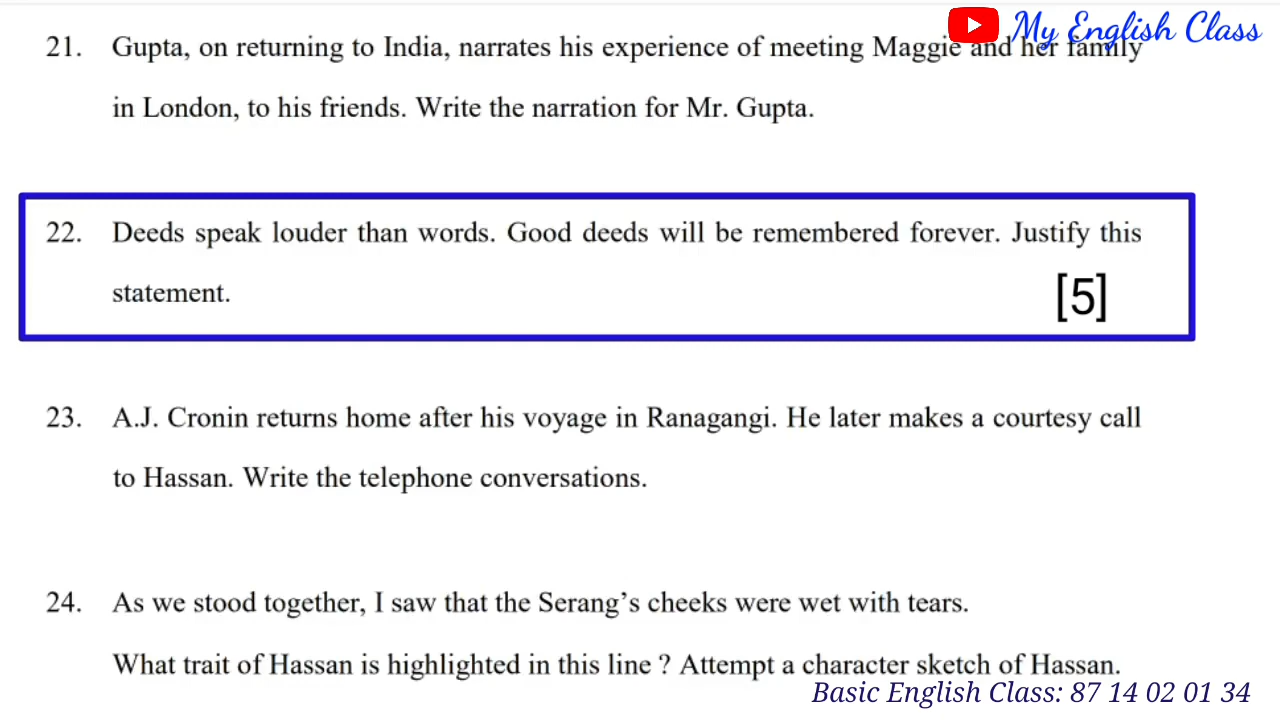 My English Class
21. Gupta, on returning to India, narrates his experience of meeting Maggie and her family
in London, to his friends. Write the narration for Mr. Gupta.
22. Deeds speak louder than words. Good deeds will be remembered forever. Justify this
statement. [5]
23. A.J. Cronin returns home after his voyage in Ranagangi. He later makes a courtesy call
to Hassan. Write the telephone conversations.
24. As we stood together, I saw that the Serang’s cheeks were wet with tears.
What trait of Hassan is highlighted in this line ? Attempt a character sketch of Hassan.
Basic English Class: 87 14 02 01 34